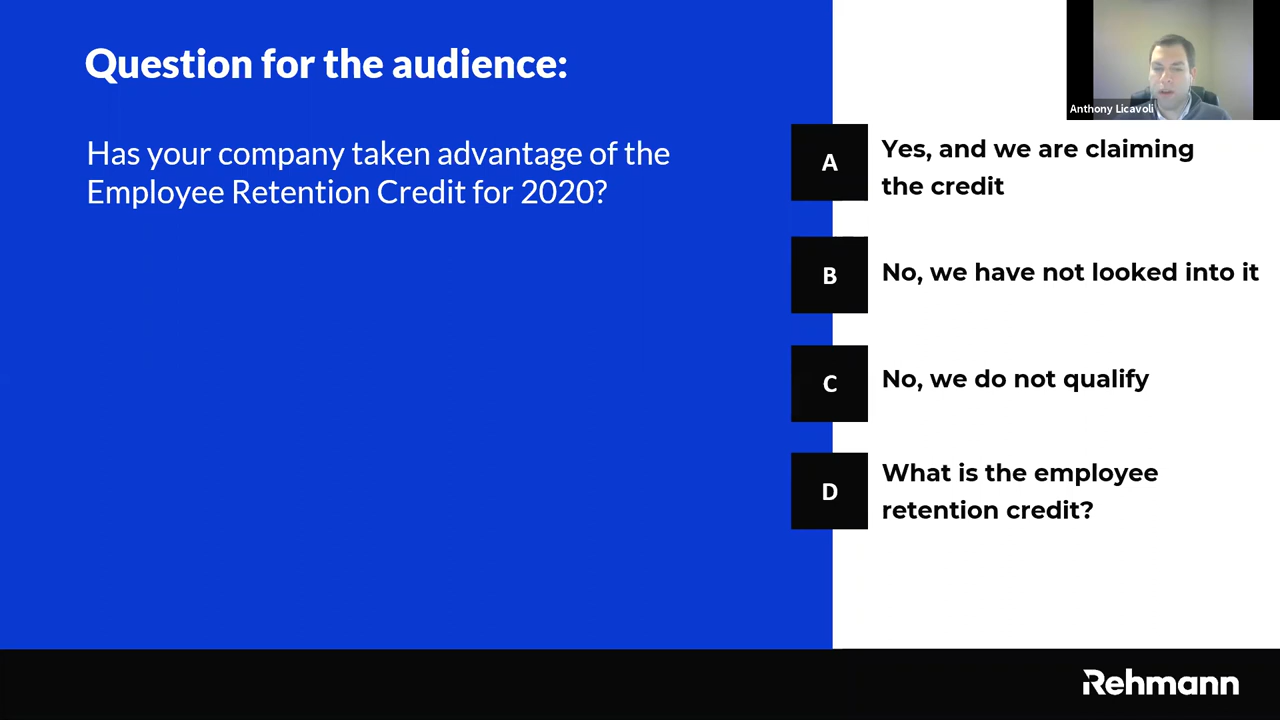 Question for the audience:
Has your company taken advantage of the
Employee Retention Credit for 2020?
Anthony Licavoli
A
Yes, and we are claiming
the credit
B
No, we have not looked into it
C
No, we do not qualify
D
What is the employee
retention credit?
Rehmann